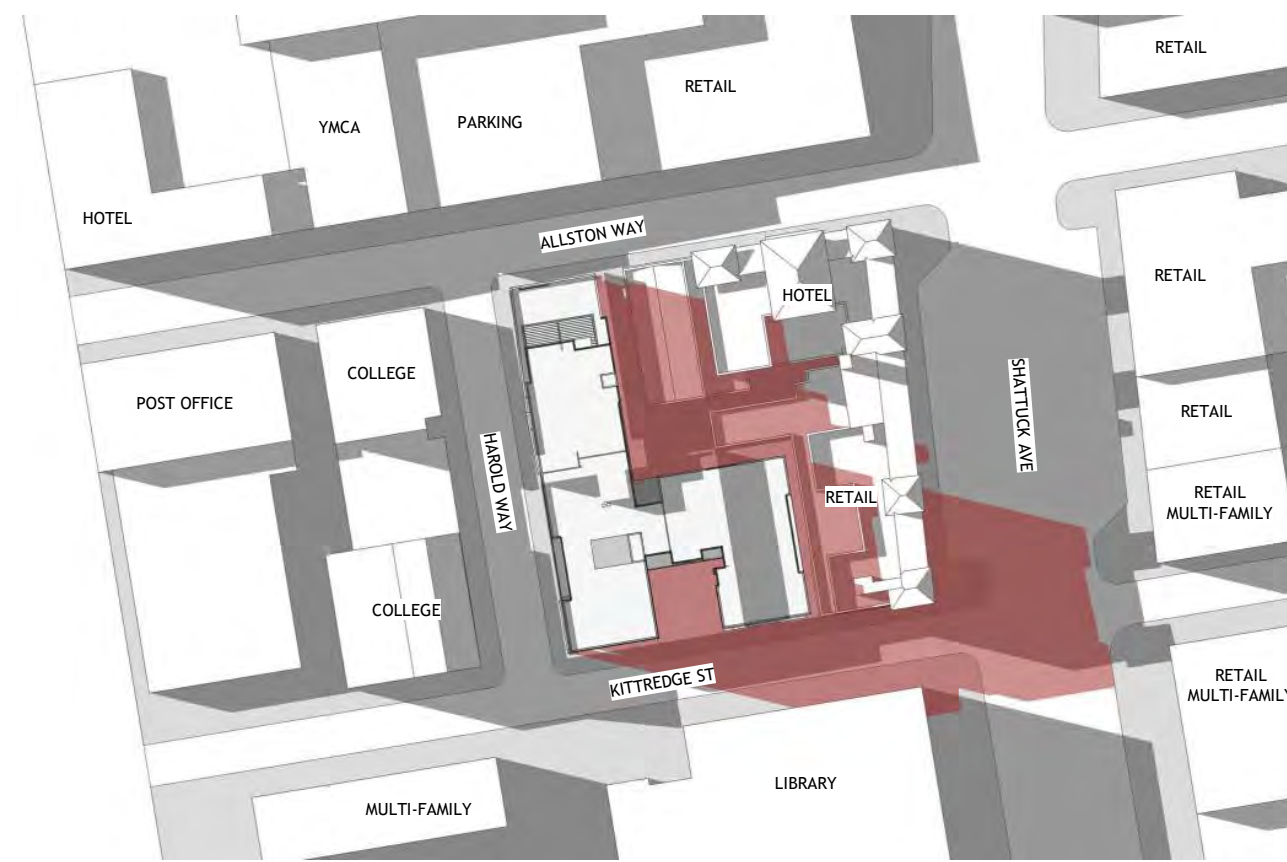 RETAIL
RETAIL
YMCA
PARKING
HOTEL
ALLSTON WAY
HOTEL
RETAIL
COLLEGE
POST OFFICE
SHATTUCK AVE
RETAIL
HAROLD WAY
RETAIL
RETAIL
MULTI-FAMILY
COLLEGE
KITTREDGE ST
RETAIL
MULTI-FAMILY
LIBRARY
MULTI-FAMILY